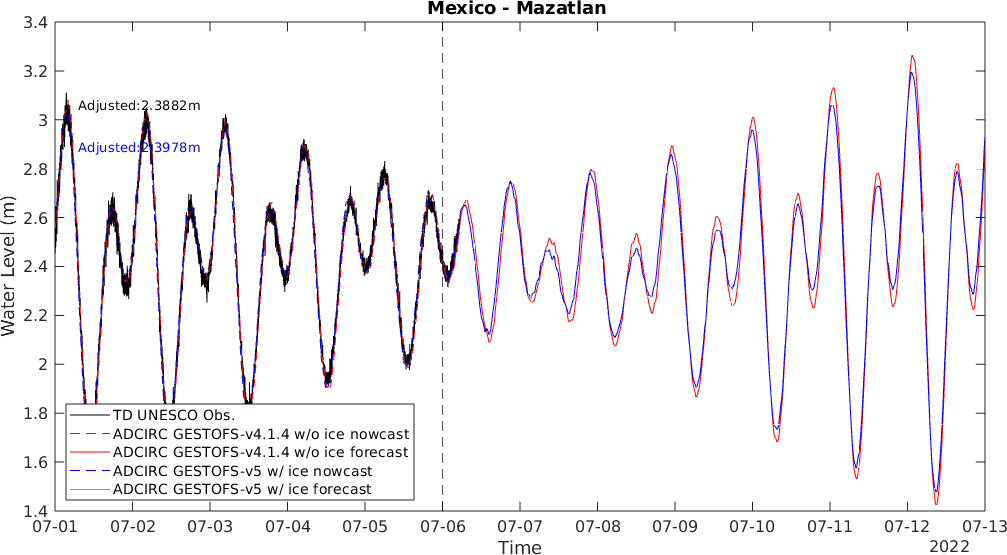 Mexico - Mazatlan
3.4
3.2
3
2.8
2.6
2.4
2.2
2
1.8
1.6
1.4
Water Level (m)
Adjusted:2.3882m
Adjusted:2.3978m
TD UNESCO Obs.
ADCIRC GESTOFS-v4.1.4 w/o ice nowcast
ADCIRC GESTOFS-v4.1.4 w/o ice forecast
ADCIRC GESTOFS-v5 w/ ice nowcast
ADCIRC GESTOFS-v5 w/ ice forecast
07-01 07-02 07-03 07-04 07-05 07-06 07-07 07-08 07-09 07-10 07-11 07-12 07-13
Time
2022